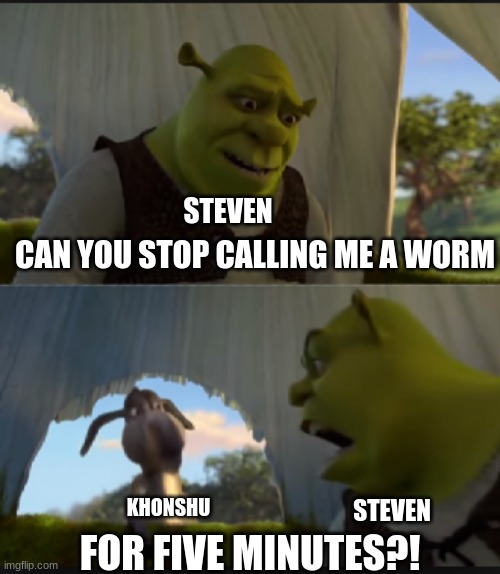 STEVEN
CAN YOU STOP CALLING ME A WORM
KHONSHU
STEVEN
FOR FIVE MINUTES?!
imgflip.com